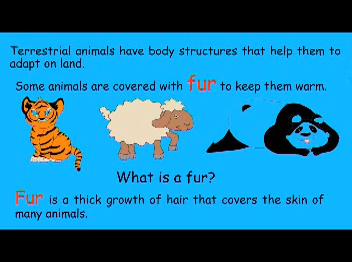 Terrestrial animals have body structures that help them to
adapt on land.
Some animals are covered with fur to keep them warm.
What is a fur?
Fur is a thick growth of hair that covers the skin of
many animals.